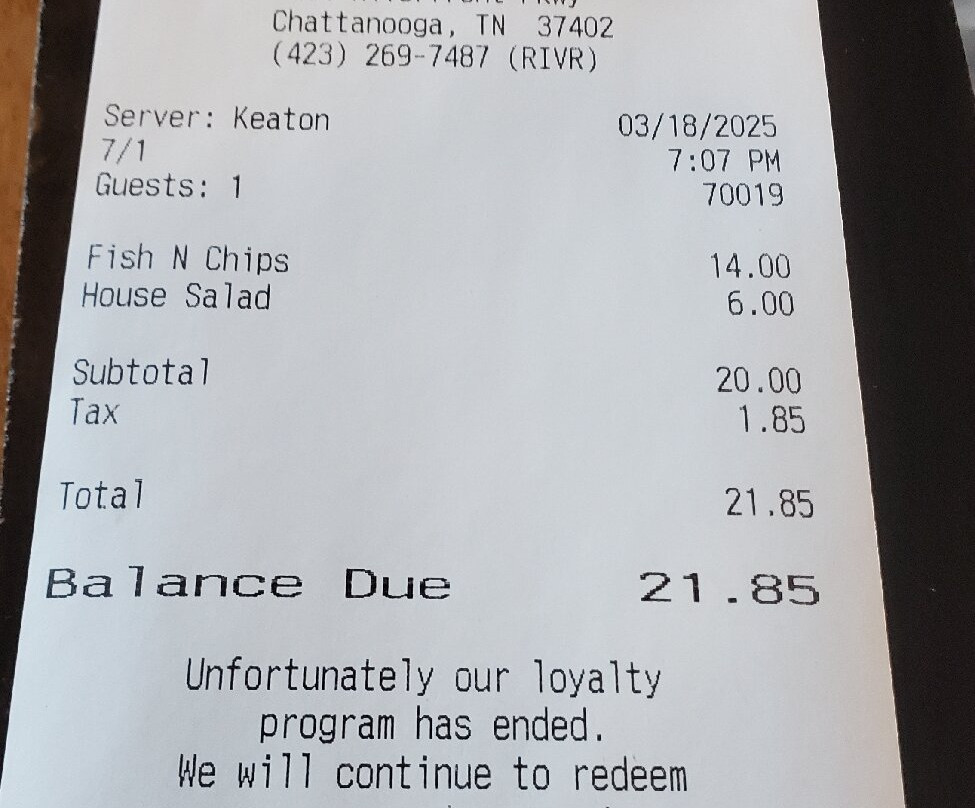 Chattanooga, TN 37402
(423) 269-7487 (RIVR)
Server: Keaton 03/18/2025
7/1 7:07 PM
Guests: 1 70019
Fish N Chips 14.00
House Salad 6.00
Subtotal 20.00
Tax 1.85
Total 21.85
Balance Due 21.85
Unfortunately our loyalty
program has ended.
We will continue to redeem